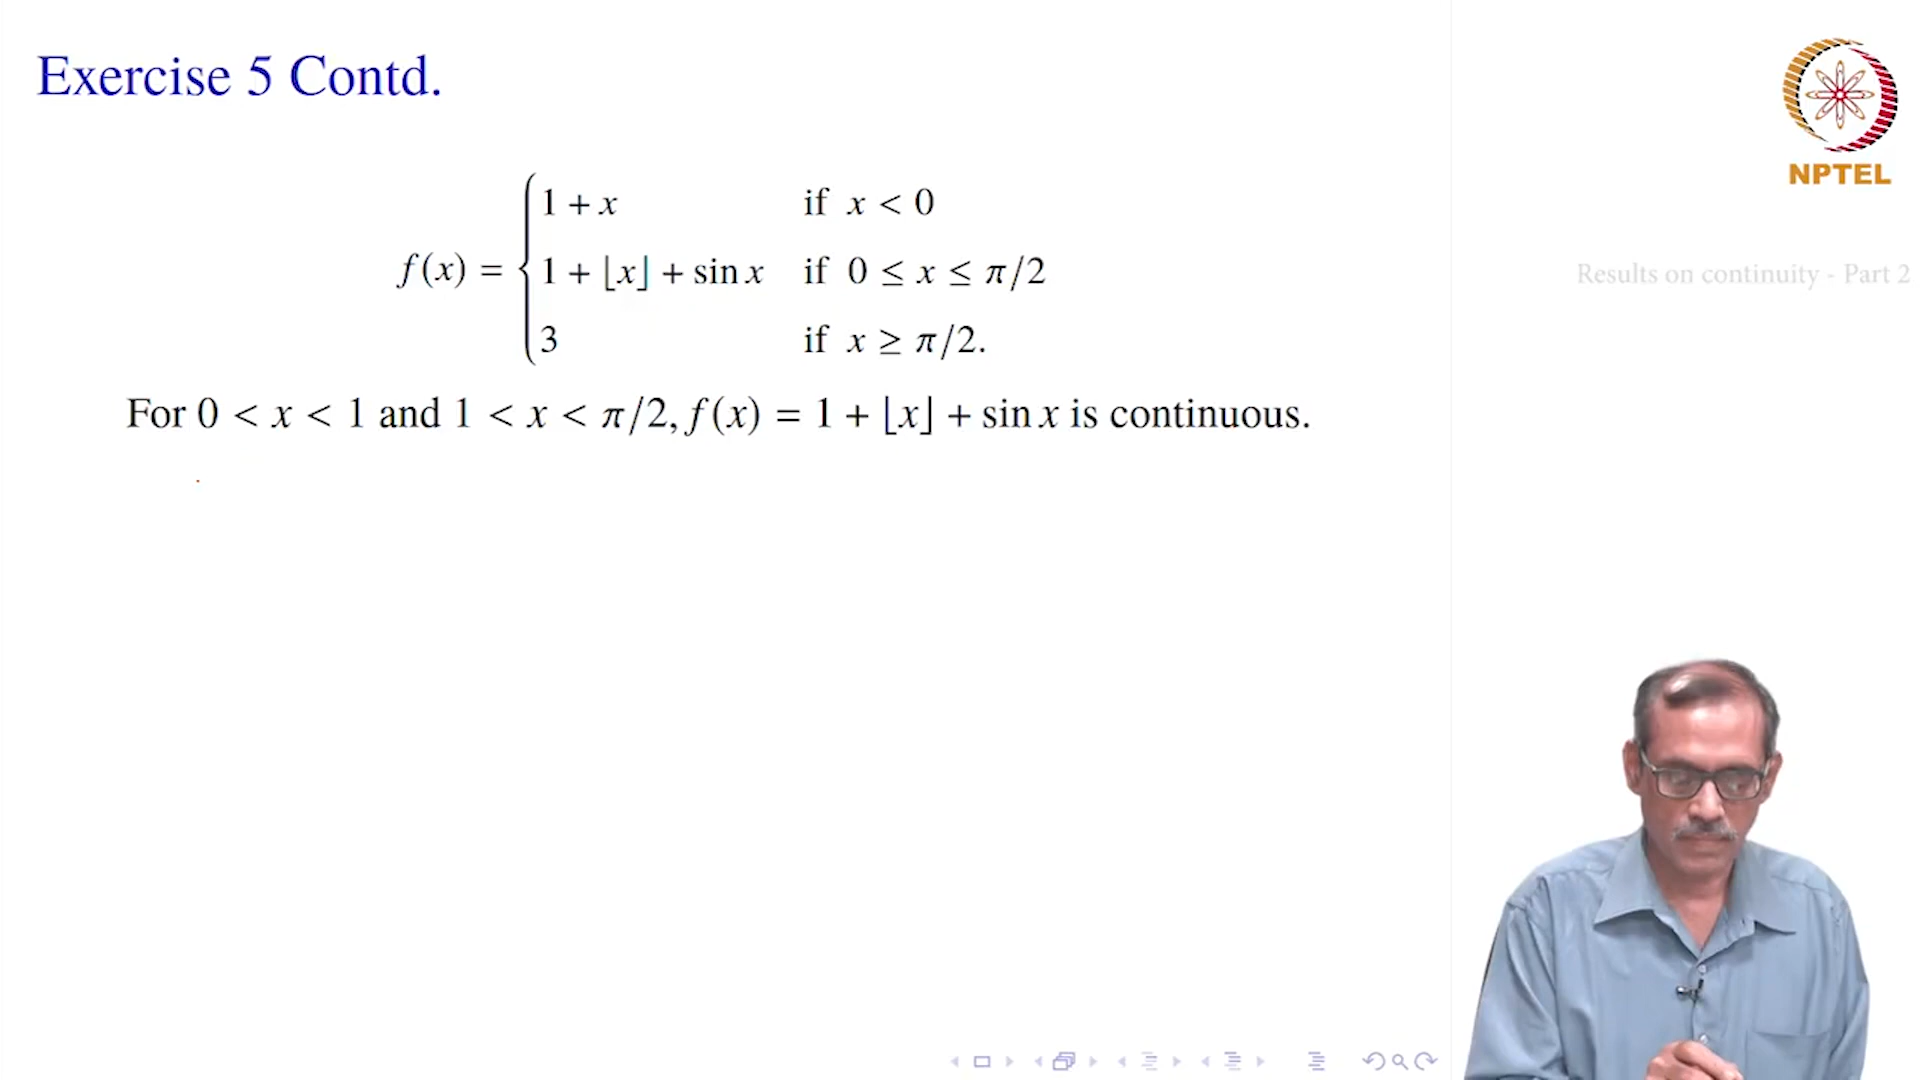 Exercise 5 Contd.
NPTEL
f(x) = { 1 + x if x < 0
1 + ⌊x⌋ + sin x if 0 ≤ x ≤ π/2
3 if x ≥ π/2.
Results on continuity - Part 2
For 0 < x < 1 and 1 < x < π/2, f(x) = 1 + ⌊x⌋ + sin x is continuous.